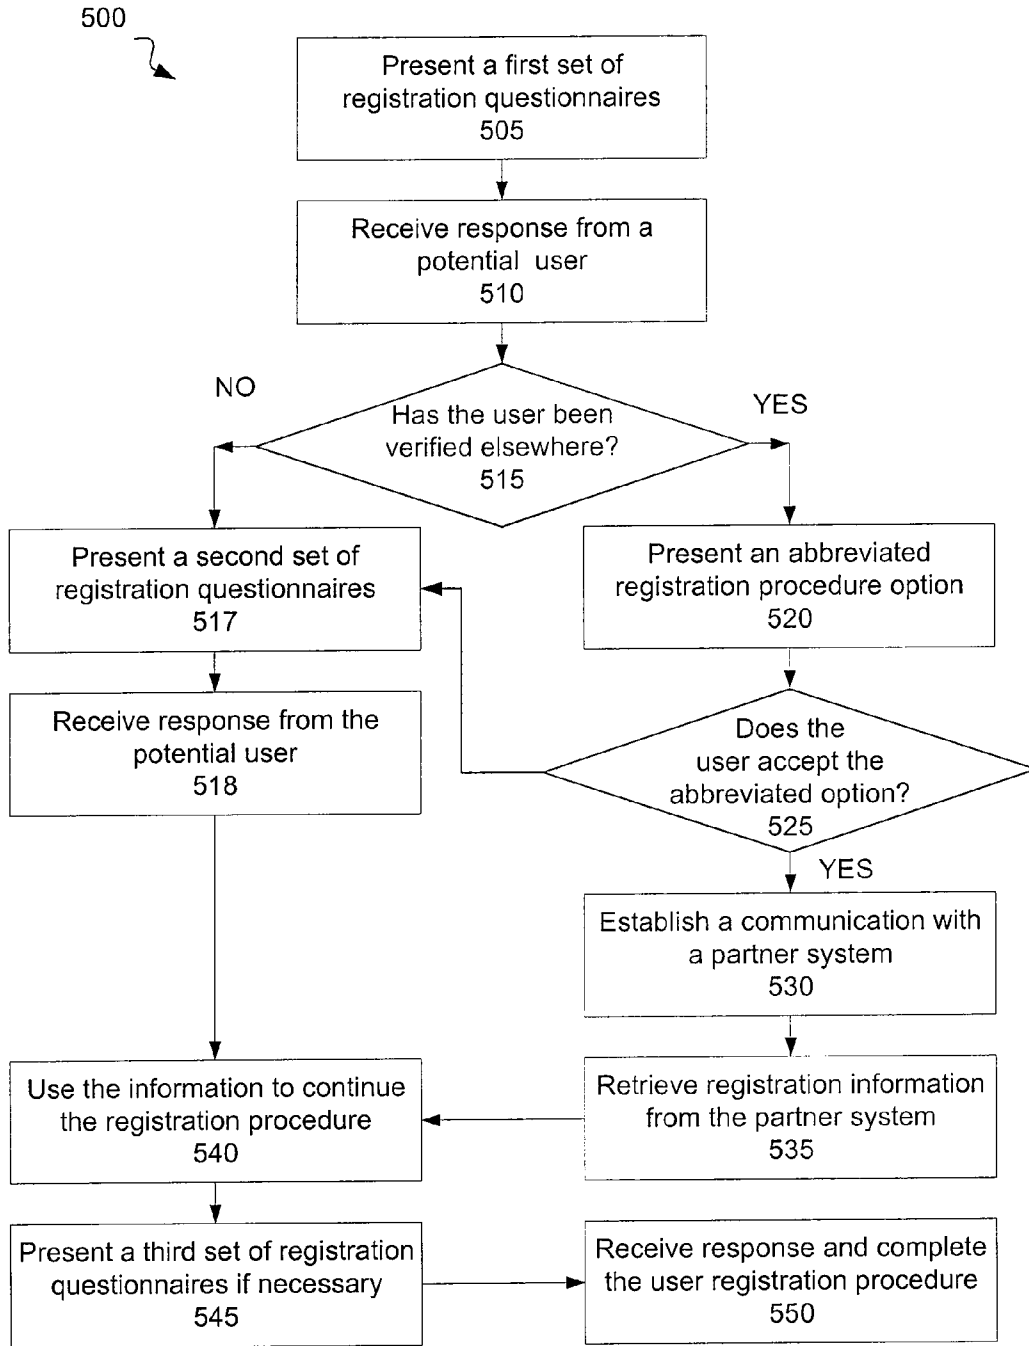 500
Present a first set of
registration questionnaires
505
Receive response from a
potential user
510
NO
YES
Has the user been
verified elsewhere?
515
Present a second set of
registration questionnaires
517
Present an abbreviated
registration procedure option
520
Receive response from the
potential user
518
Does the
user accept the
abbreviated option?
525
YES
Establish a communication with
a partner system
530
Use the information to continue
the registration procedure
540
Retrieve registration information
from the partner system
535
Present a third set of registration
questionnaires if necessary
545
Receive response and complete
the user registration procedure
550